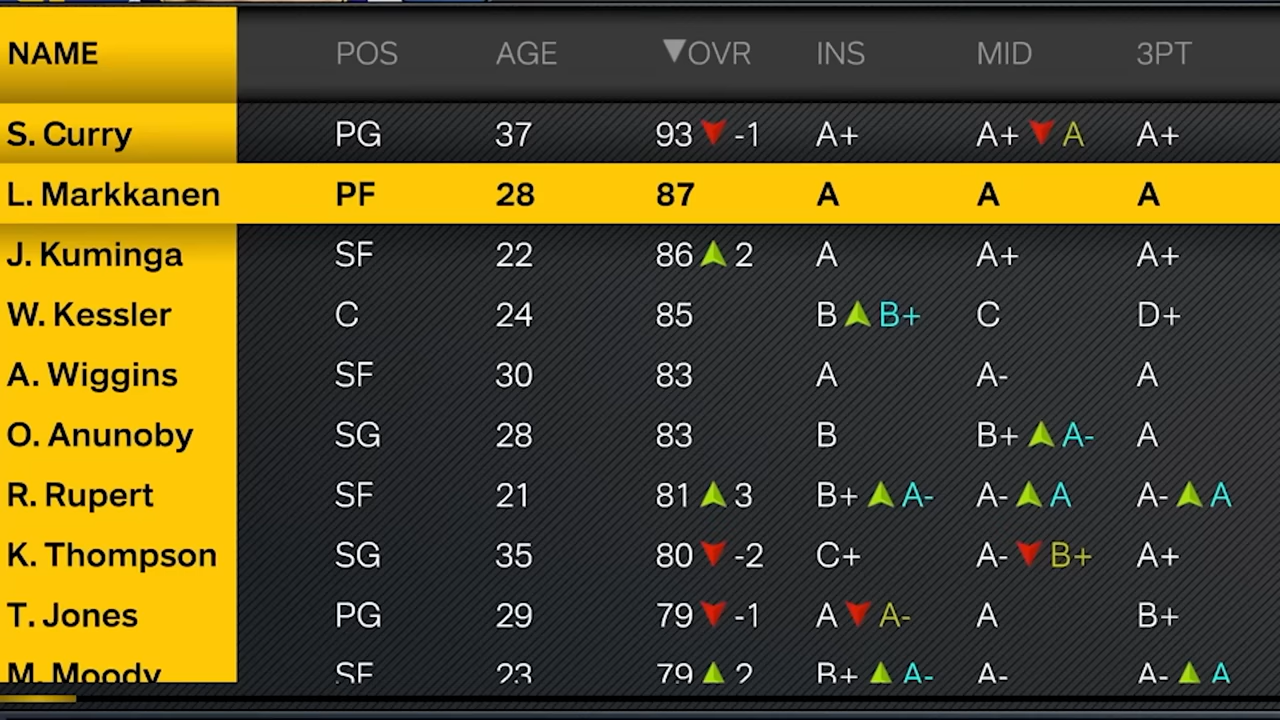 NAME POS AGE ▼OVR INS MID 3PT
S. Curry PG 37 93 -1 A+ A+ A A+
L. Markkanen PF 28 87 A A A
J. Kuminga SF 22 86 2 A A+ A+
W. Kessler C 24 85 B B+ C D+
A. Wiggins SF 30 83 A A- A
O. Anunoby SG 28 83 B B+ A- A
R. Rupert SF 21 81 3 B+ A- A- A A- A
K. Thompson SG 35 80 -2 C+ A- B+ A+
T. Jones PG 29 79 -1 A A- A B+
M. Moody SF 23 79 2 B+ A- A- A- A